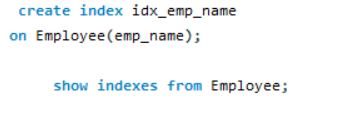 create index idx_emp_name
on Employee(emp_name);
show indexes from Employee;